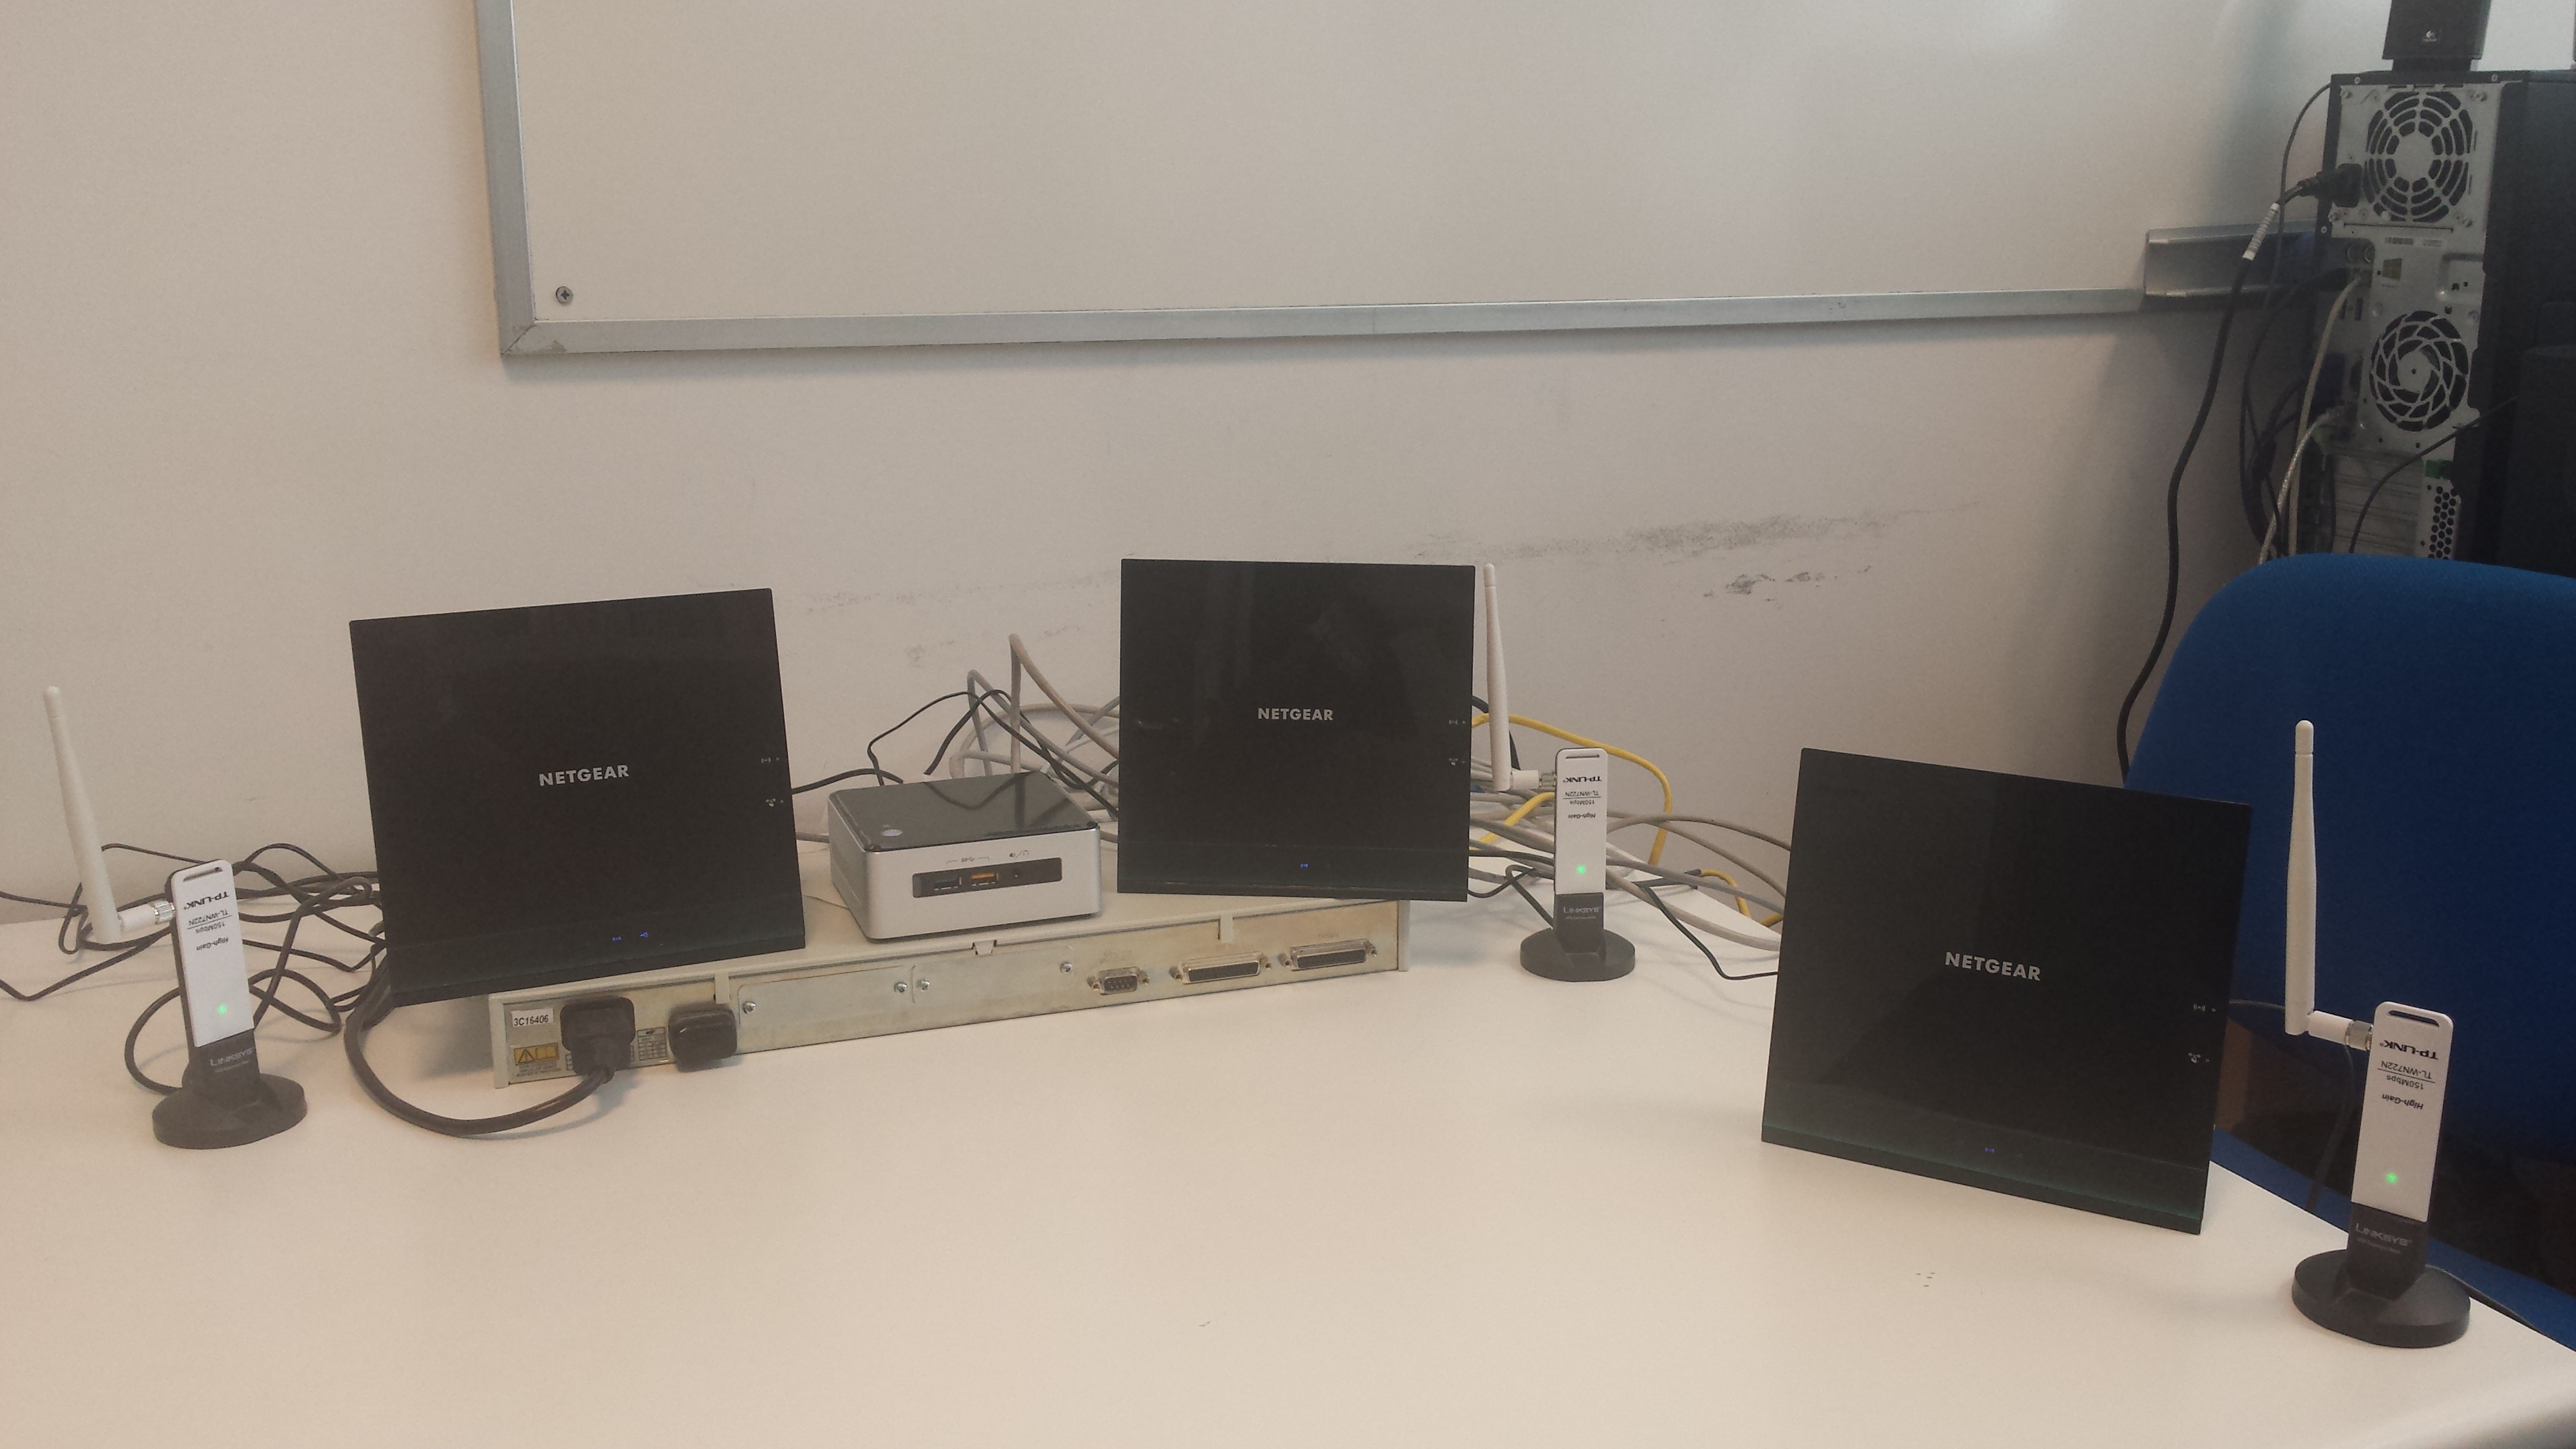 NETGEAR
NETGEAR
NETGEAR
TP-LINK
TL-WN722N
150Mbps
High-Gain
LINKSYS
TP-LINK
TL-WN722N
150Mbps
High-Gain
LINKSYS
TP-LINK
TL-WN722N
150Mbps
High-Gain
LINKSYS
3C16406